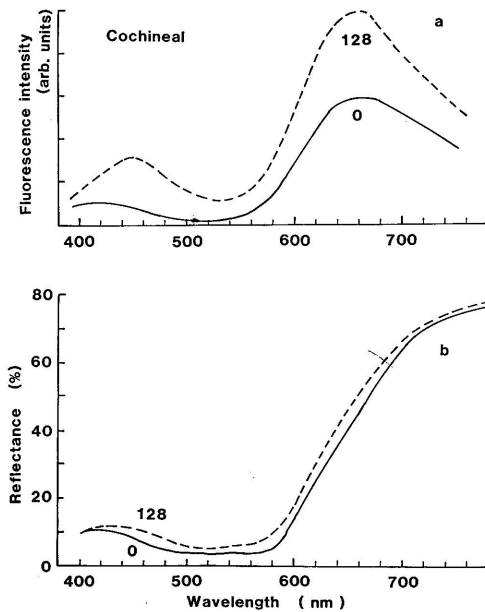 Cochineal
a
128
0
Fluorescence intensity
(arb. units)
400 500 600 700
80
60
40
20
10
0
b
128
0
Reflectance (%)
400 500 600 700
Wavelength ( nm )